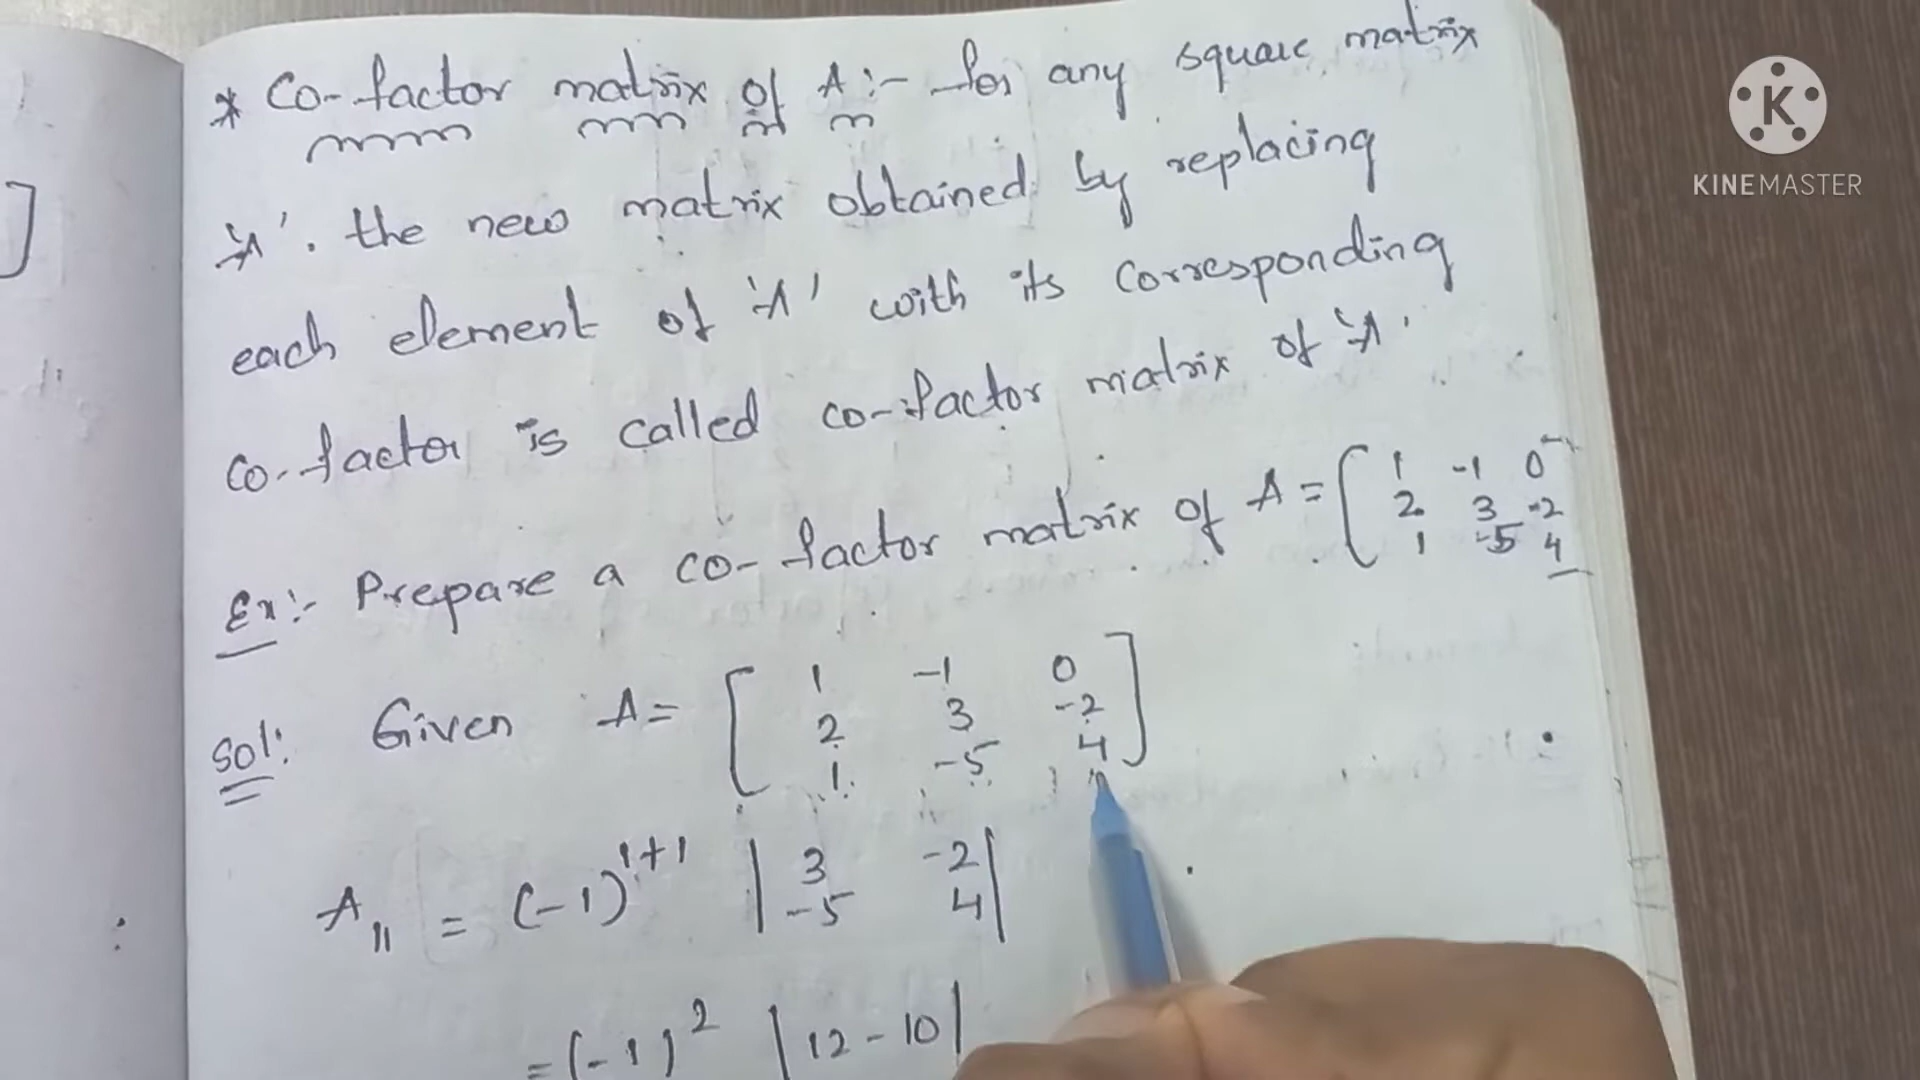 * Co-factor matrix of A :- for any square matrix
'A'. the new matrix obtained by replacing
each element of 'A' with its corresponding
co-factor is called co-factor matrix of 'A'
Ex:- Prepare a co-factor matrix of A = [ 1 -1 0
2 3 -2
1 -5 4
Sol: Given A = [ 1 -1 0 ]
2 3 -2
1 -5 4
A₁₁ = (-1)¹⁺¹ | 3 -2 |
-5 4
= (-1)² | 12 - 10 |
]
K
KINEMASTER